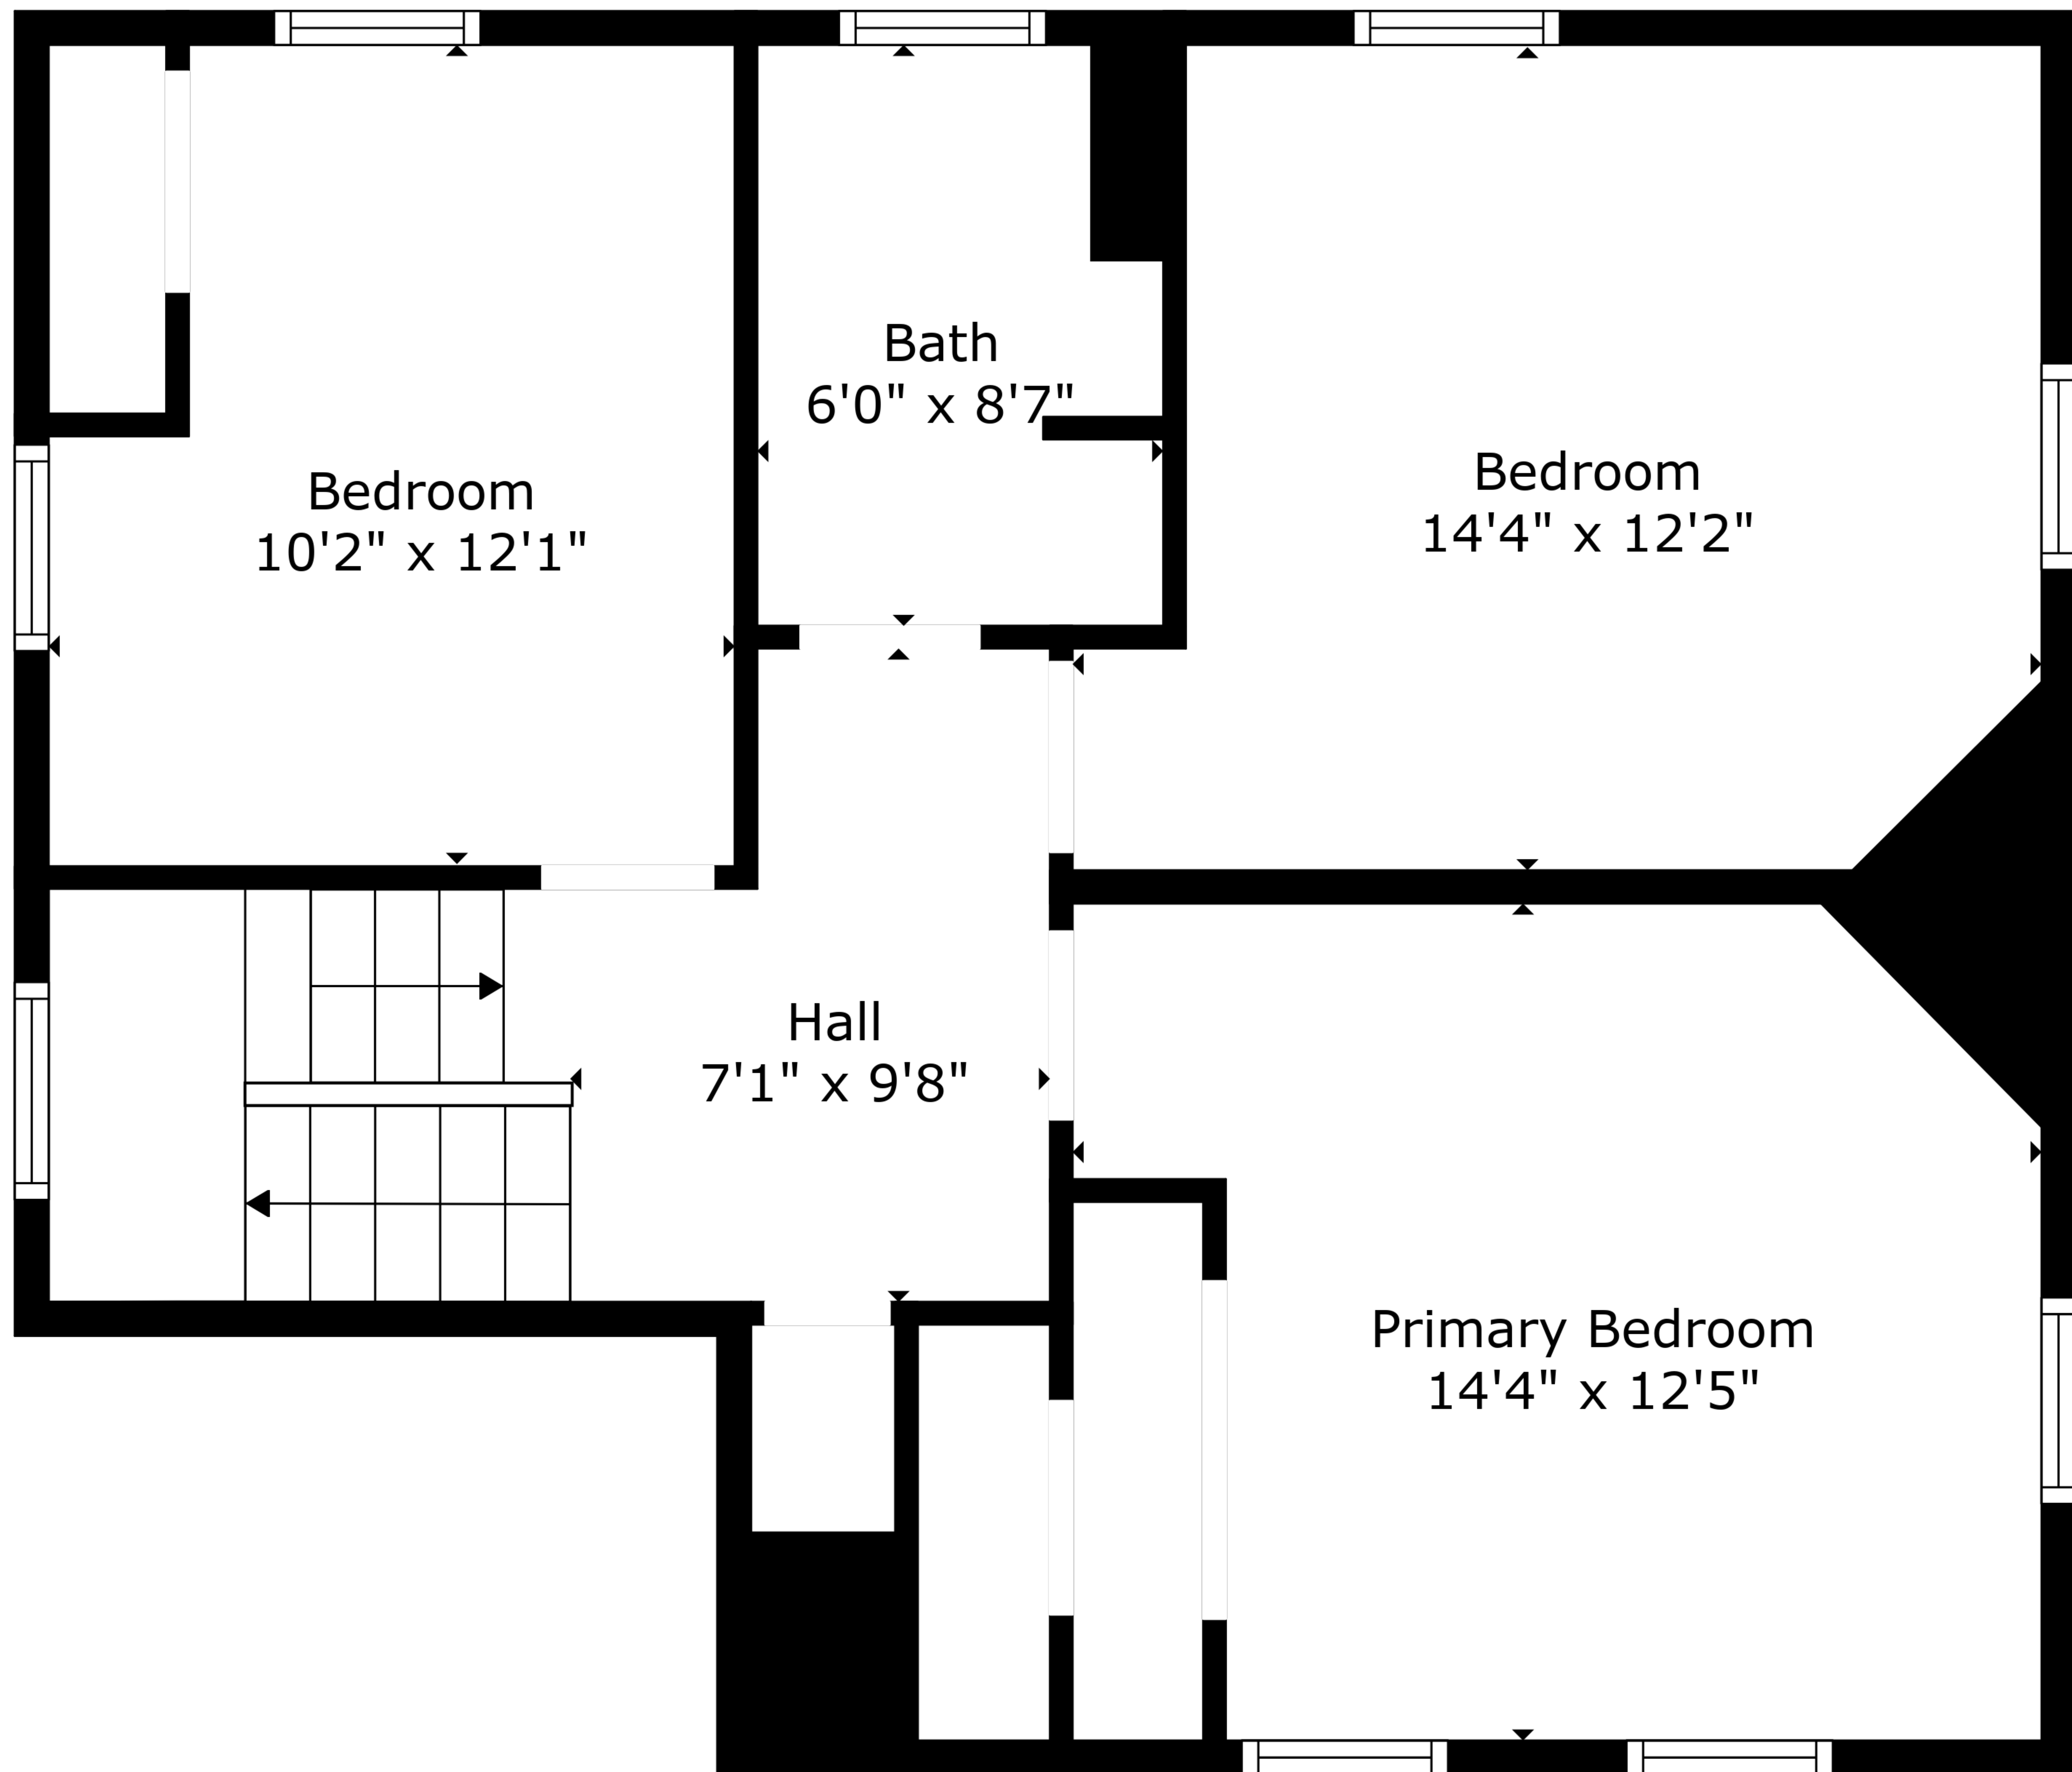 Bath
6'0" x 8'7"
Bedroom
10'2" x 12'1"
Bedroom
14'4" x 12'2"
Hall
7'1" x 9'8"
Primary Bedroom
14'4" x 12'5"